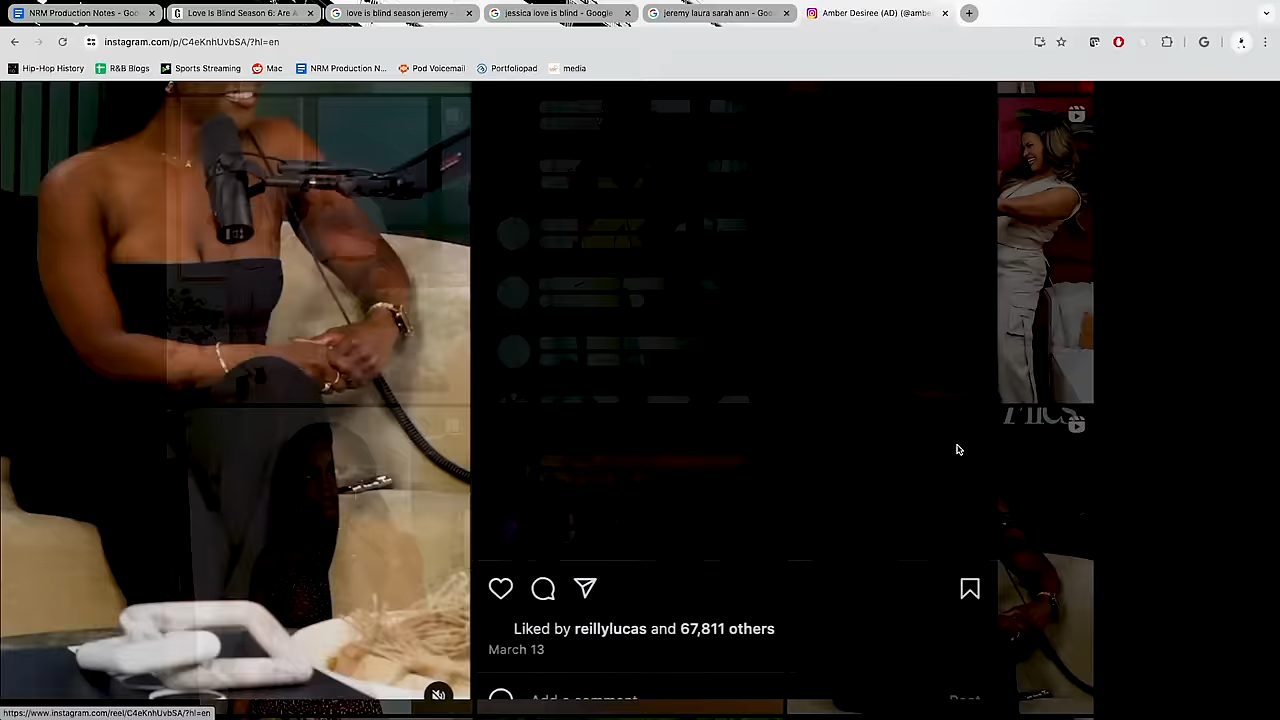 NRM Production Notes - Goo
Love Is Blind Season 6: Are A
love is blind season jeremy -
jessica love is blind - Google
jeremy laura sarah ann - Goo
Amber Desiree (AD) (@ambe
instagram.com/p/C4eKnhUvbSA/?hl=en
Hip-Hop History
R&B Blogs
Sports Streaming
Mac
NRM Production N...
Pod Voicemail
Portfoliopad
media
Liked by reillylucas and 67,811 others
March 13
Add a comment
Post
https://www.instagram.com/reel/C4eKnhUvbSA/?hl=en